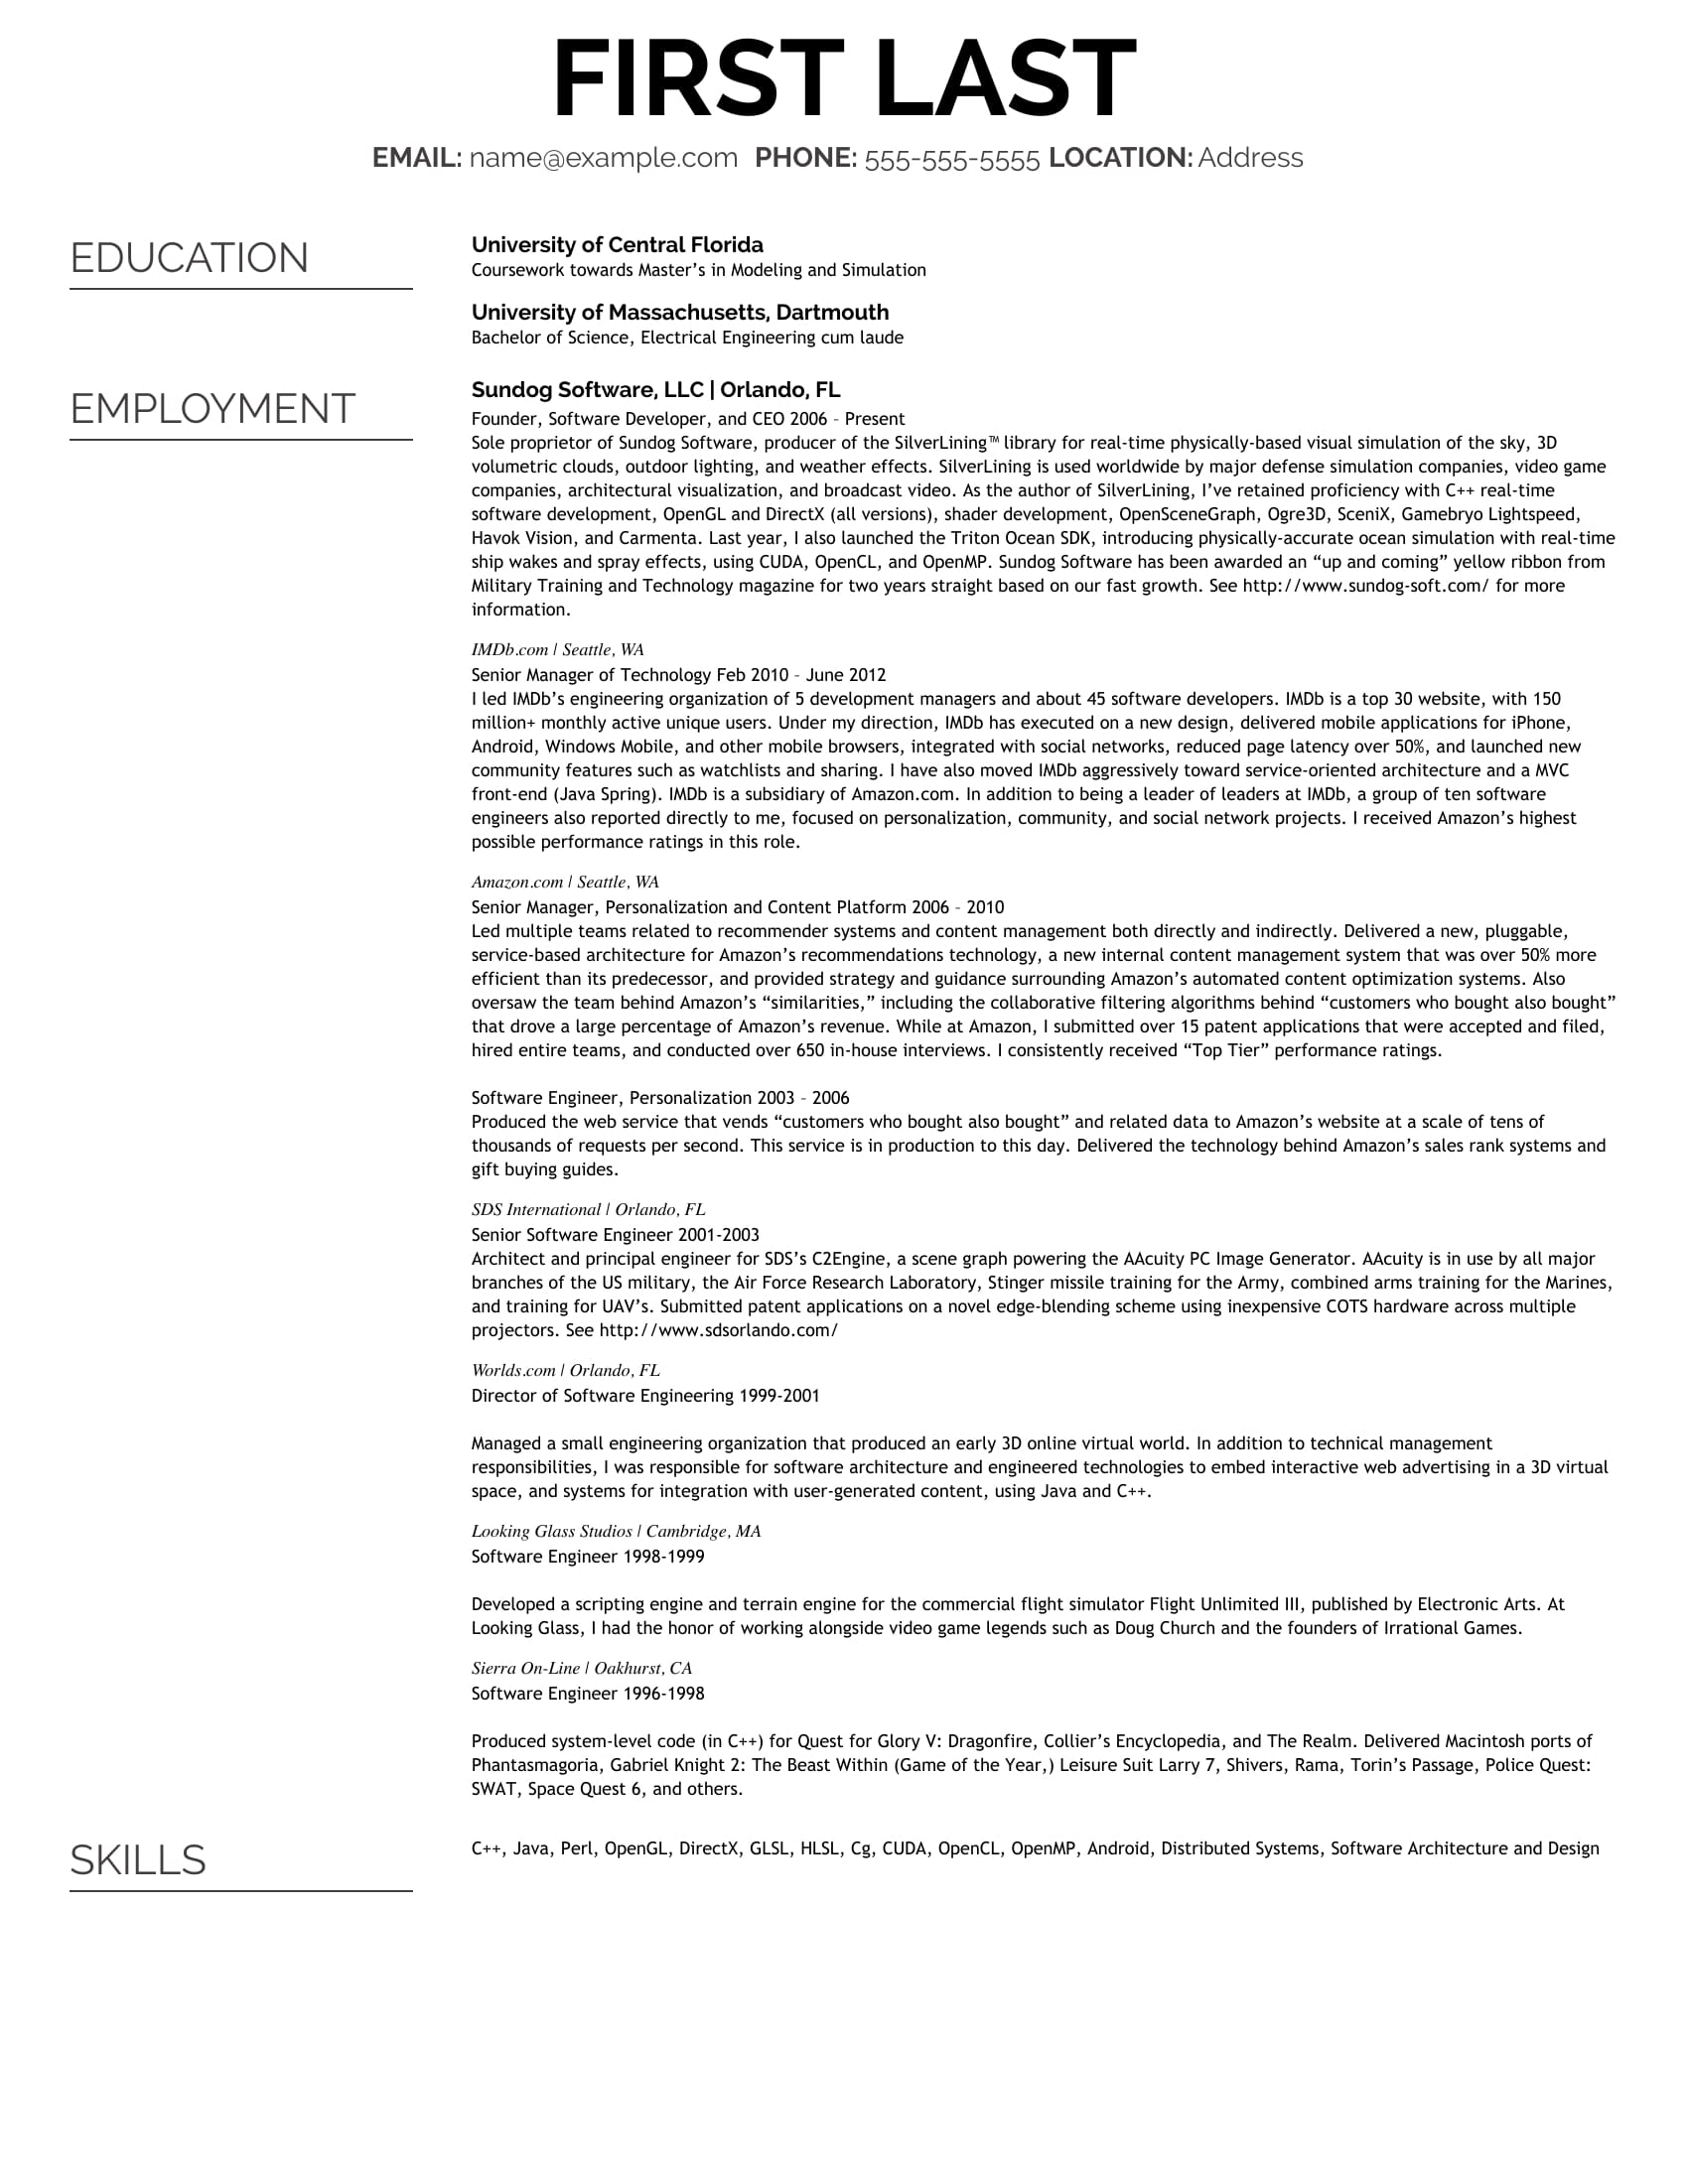 FIRST LAST
EMAIL: name@example.com PHONE: 555-555-5555 LOCATION: Address
EDUCATION
University of Central Florida
Coursework towards Master’s in Modeling and Simulation
University of Massachusetts, Dartmouth
Bachelor of Science, Electrical Engineering cum laude
EMPLOYMENT
Sundog Software, LLC | Orlando, FL
Founder, Software Developer, and CEO 2006 – Present
Sole proprietor of Sundog Software, producer of the SilverLining™ library for real-time physically-based visual simulation of the sky, 3D
volumetric clouds, outdoor lighting, and weather effects. SilverLining is used worldwide by major defense simulation companies, video game
companies, architectural visualization, and broadcast video. As the author of SilverLining, I’ve retained proficiency with C++ real-time
software development, OpenGL and DirectX (all versions), shader development, OpenSceneGraph, Ogre3D, SceniX, Gamebryo Lightspeed,
Havok Vision, and Carmenta. Last year, I also launched the Triton Ocean SDK, introducing physically-accurate ocean simulation with real-time
ship wakes and spray effects, using CUDA, OpenCL, and OpenMP. Sundog Software has been awarded an “up and coming” yellow ribbon from
Military Training and Technology magazine for two years straight based on our fast growth. See http://www.sundog-soft.com/ for more
information.
IMDb.com | Seattle, WA
Senior Manager of Technology Feb 2010 – June 2012
I led IMDb’s engineering organization of 5 development managers and about 45 software developers. IMDb is a top 30 website, with 150
million+ monthly active unique users. Under my direction, IMDb has executed on a new design, delivered mobile applications for iPhone,
Android, Windows Mobile, and other mobile browsers, integrated with social networks, reduced page latency over 50%, and launched new
community features such as watchlists and sharing. I have also moved IMDb aggressively toward service-oriented architecture and a MVC
front-end (Java Spring). IMDb is a subsidiary of Amazon.com. In addition to being a leader of leaders at IMDb, a group of ten software
engineers also reported directly to me, focused on personalization, community, and social network projects. I received Amazon’s highest
possible performance ratings in this role.
Amazon.com | Seattle, WA
Senior Manager, Personalization and Content Platform 2006 – 2010
Led multiple teams related to recommender systems and content management both directly and indirectly. Delivered a new, pluggable,
service-based architecture for Amazon’s recommendations technology, a new internal content management system that was over 50% more
efficient than its predecessor, and provided strategy and guidance surrounding Amazon’s automated content optimization systems. Also
oversaw the team behind Amazon’s “similarities,” including the collaborative filtering algorithms behind “customers who bought also bought”
that drove a large percentage of Amazon’s revenue. While at Amazon, I submitted over 15 patent applications that were accepted and filed,
hired entire teams, and conducted over 650 in-house interviews. I consistently received “Top Tier” performance ratings.
Software Engineer, Personalization 2003 – 2006
Produced the web service that vends “customers who bought also bought” and related data to Amazon’s website at a scale of tens of
thousands of requests per second. This service is in production to this day. Delivered the technology behind Amazon’s sales rank systems and
gift buying guides.
SDS International | Orlando, FL
Senior Software Engineer 2001-2003
Architect and principal engineer for SDS’s C2Engine, a scene graph powering the AAcuity PC Image Generator. AAcuity is in use by all major
branches of the US military, the Air Force Research Laboratory, Stinger missile training for the Army, combined arms training for the Marines,
and training for UAV’s. Submitted patent applications on a novel edge-blending scheme using inexpensive COTS hardware across multiple
projectors. See http://www.sdsorlando.com/
Worlds.com | Orlando, FL
Director of Software Engineering 1999-2001
Managed a small engineering organization that produced an early 3D online virtual world. In addition to technical management
responsibilities, I was responsible for software architecture and engineered technologies to embed interactive web advertising in a 3D virtual
space, and systems for integration with user-generated content, using Java and C++.
Looking Glass Studios | Cambridge, MA
Software Engineer 1998-1999
Developed a scripting engine and terrain engine for the commercial flight simulator Flight Unlimited III, published by Electronic Arts. At
Looking Glass, I had the honor of working alongside video game legends such as Doug Church and the founders of Irrational Games.
Sierra On-Line | Oakhurst, CA
Software Engineer 1996-1998
Produced system-level code (in C++) for Quest for Glory V: Dragonfire, Collier’s Encyclopedia, and The Realm. Delivered Macintosh ports of
Phantasmagoria, Gabriel Knight 2: The Beast Within (Game of the Year,) Leisure Suit Larry 7, Shivers, Rama, Torin’s Passage, Police Quest:
SWAT, Space Quest 6, and others.
SKILLS
C++, Java, Perl, OpenGL, DirectX, GLSL, HLSL, Cg, CUDA, OpenCL, OpenMP, Android, Distributed Systems, Software Architecture and Design